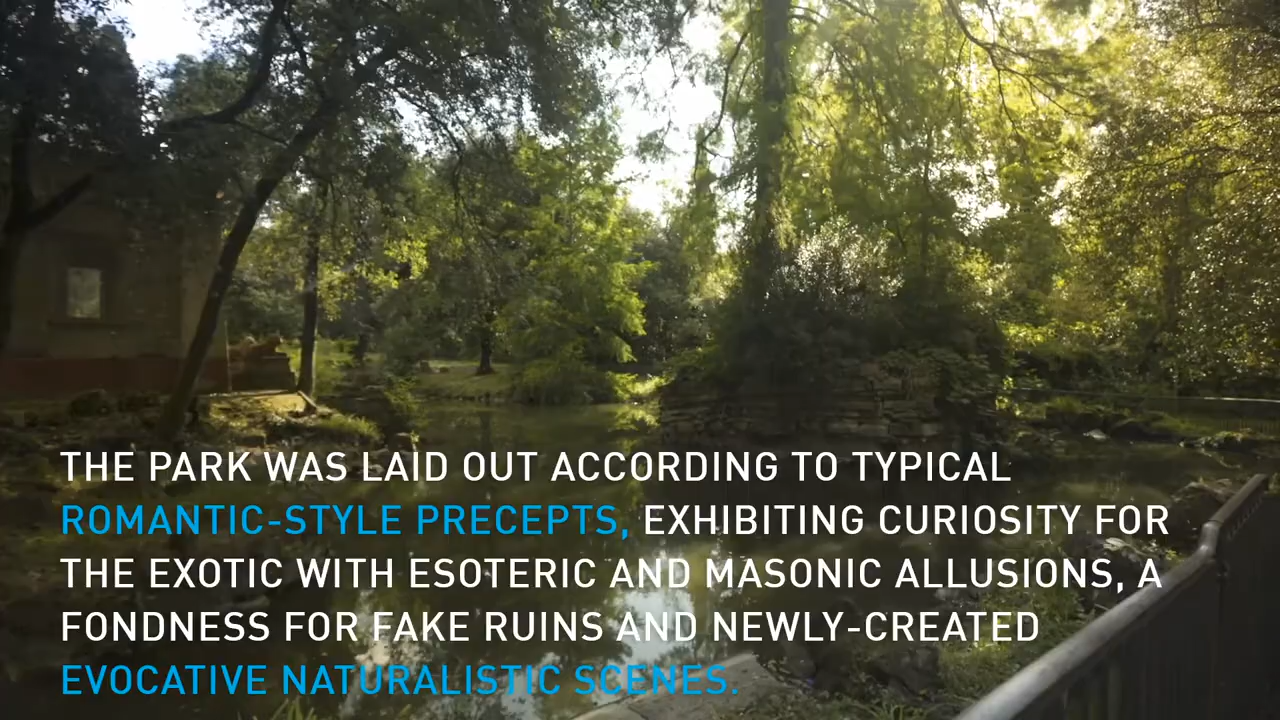 THE PARK WAS LAID OUT ACCORDING TO TYPICAL
ROMANTIC-STYLE PRECEPTS, EXHIBITING CURIOSITY FOR
THE EXOTIC WITH ESOTERIC AND MASONIC ALLUSIONS, A
FONDNESS FOR FAKE RUINS AND NEWLY-CREATED
EVOCATIVE NATURALISTIC SCENES.